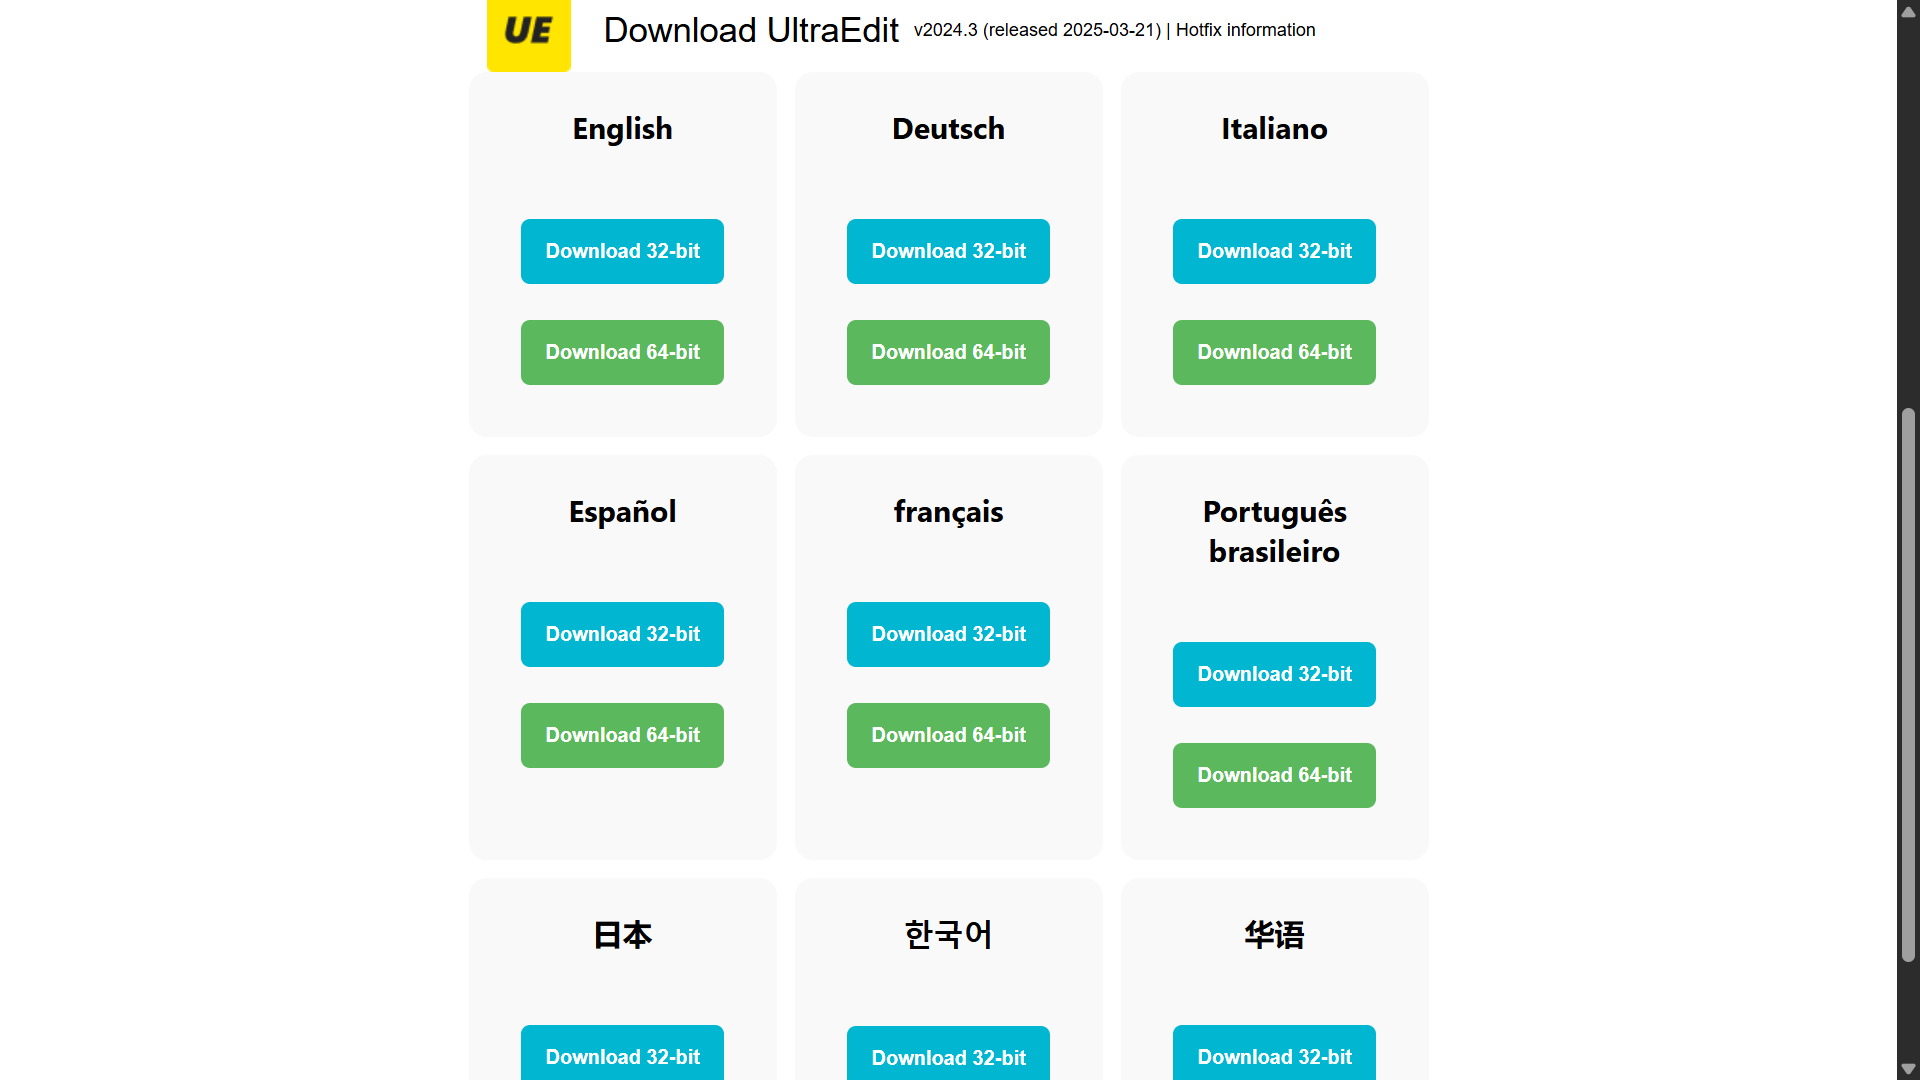 UE
Download UltraEdit v2024.3 (released 2025-03-21) | Hotfix information
English
Download 32-bit
Download 64-bit
Deutsch
Download 32-bit
Download 64-bit
Italiano
Download 32-bit
Download 64-bit
Español
Download 32-bit
Download 64-bit
français
Download 32-bit
Download 64-bit
Português
brasileiro
Download 32-bit
Download 64-bit
日本
Download 32-bit
한국어
Download 32-bit
华语
Download 32-bit